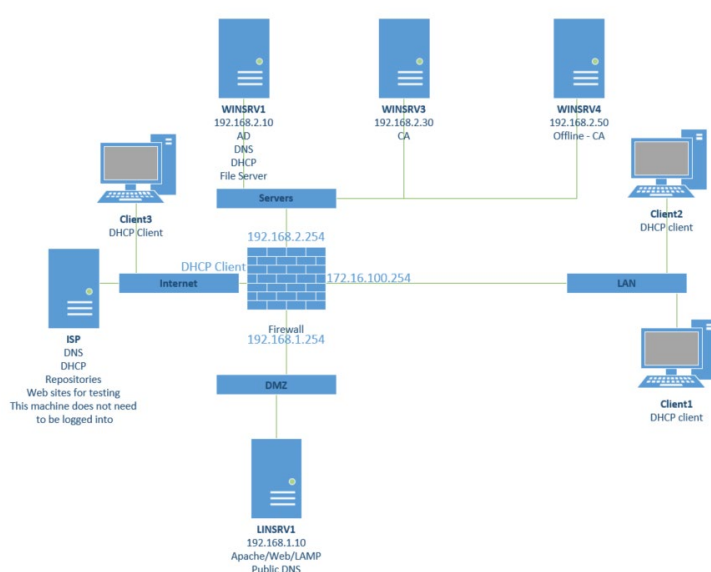 WINSRV1
192.168.2.10
AD
DNS
DHCP
File Server
WINSRV3
192.168.2.30
CA
WINSRV4
192.168.2.50
Offline - CA
Client3
DHCP Client
Servers
Client2
DHCP client
192.168.2.254
DHCP Client
Internet
172.16.100.254
LAN
Firewall
192.168.1.254
ISP
DNS
DHCP
Repositories
Web sites for testing
This machine does not need
to be logged into
DMZ
Client1
DHCP client
LINSRV1
192.168.1.10
Apache/Web/LAMP
Public DNS